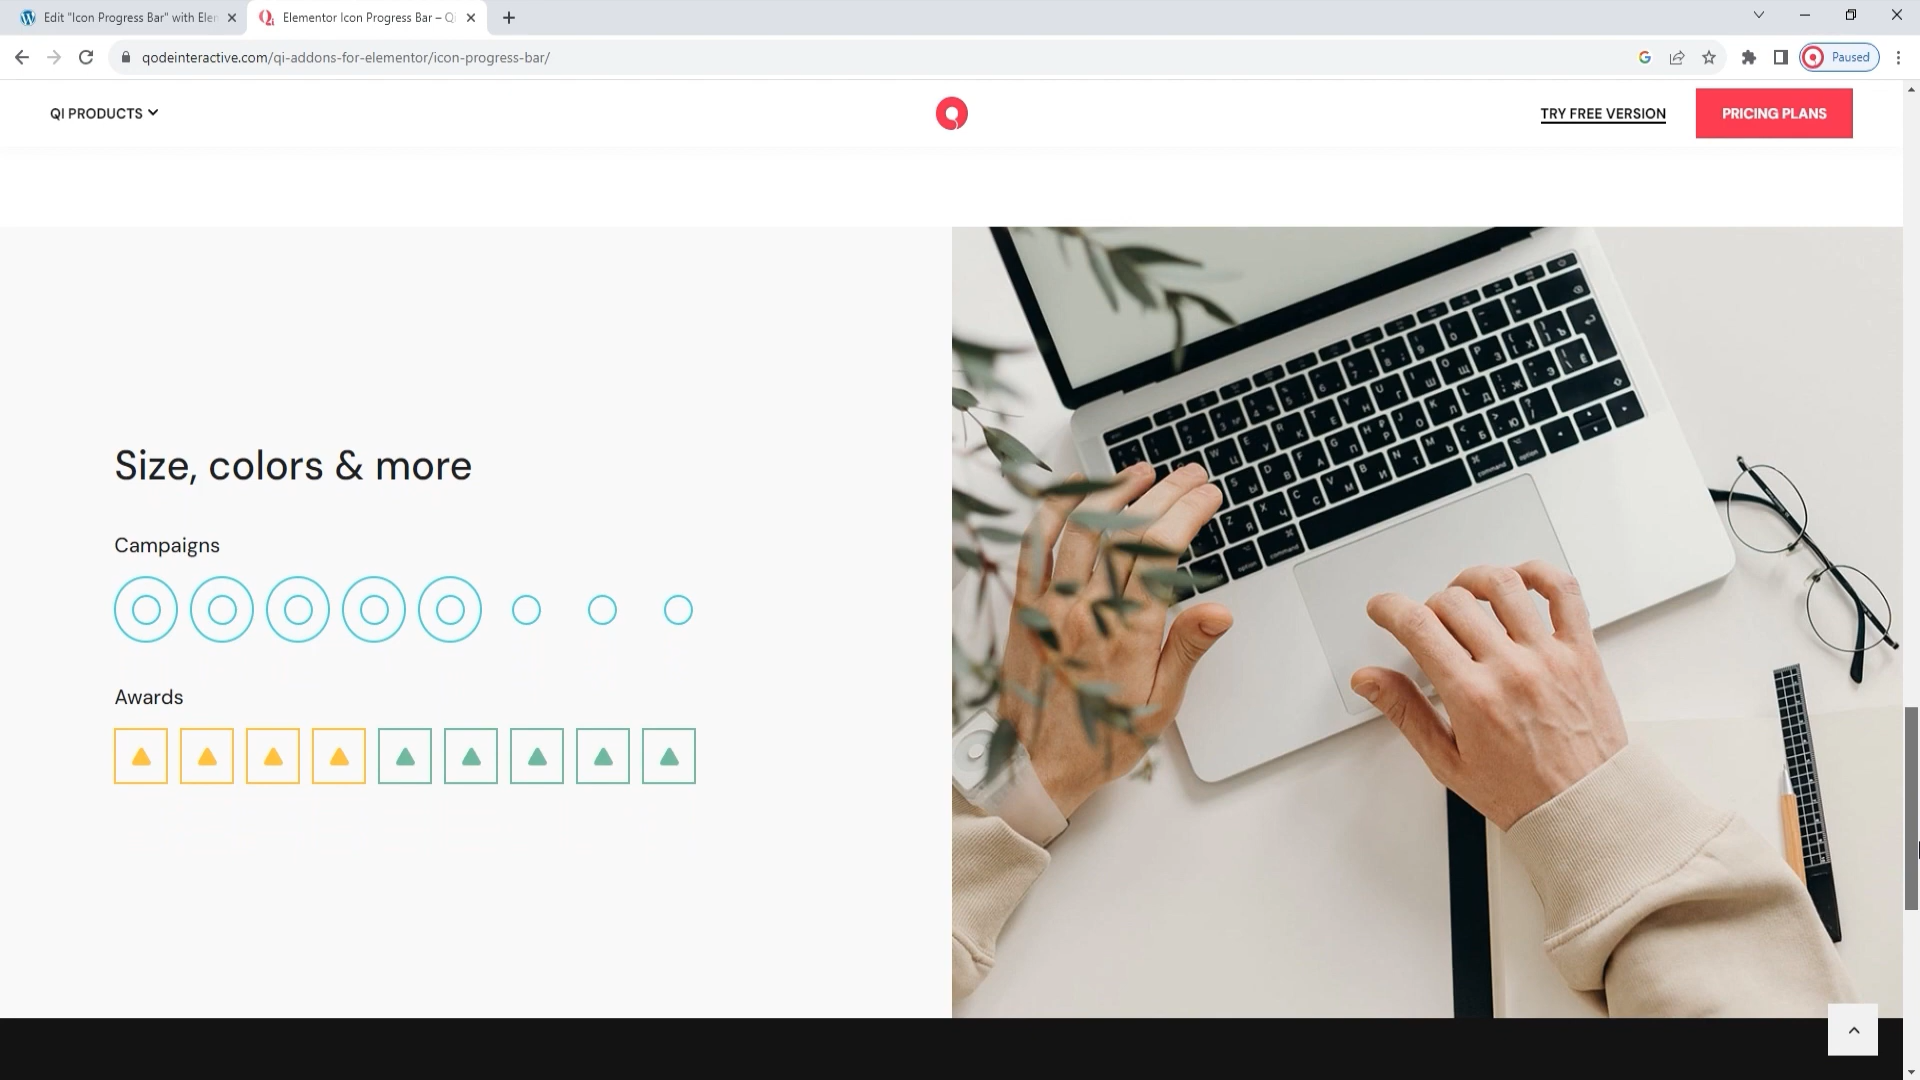 Edit "Icon Progress Bar" with Eler
Elementor Icon Progress Bar – Q
qodeinteractive.com/qi-addons-for-elementor/icon-progress-bar/
Paused
QI PRODUCTS
TRY FREE VERSION
PRICING PLANS
Size, colors & more
Campaigns
Awards